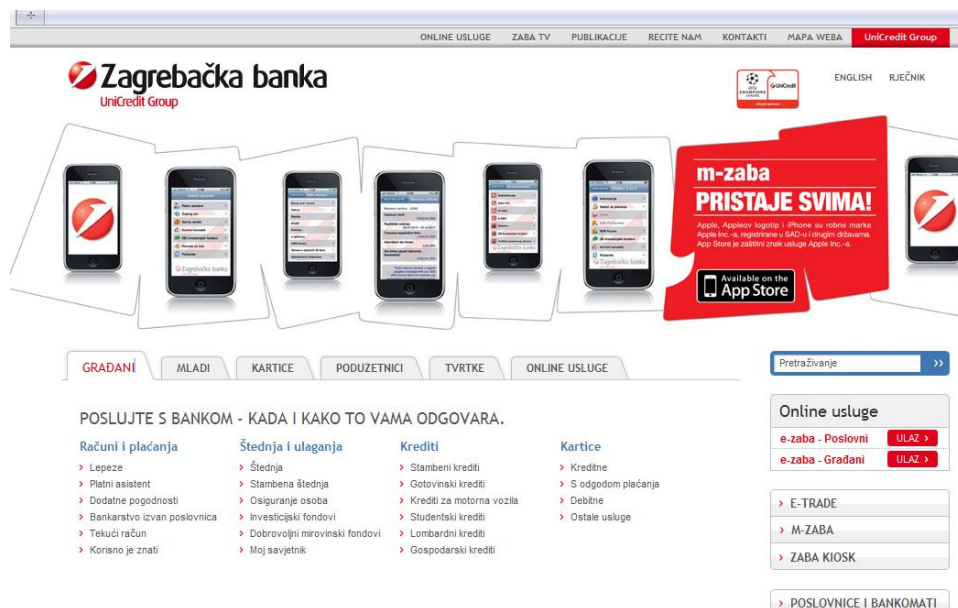 ONLINE USLUGE ZABA TV PUBLIKACIJE RECITE NAM KONTAKTI MAPA WEBA UniCredit Group
Zagrebačka banka
UniCredit Group
UniCredit
ENGLISH RJEČNIK
m-zaba
PRISTAJE SVIMA!
Apple, Appleov logotip i iPhone su robne marke
Apple Inc.-a, registrirane u SAD-u i drugim državama.
App Store je zaštitni znak usluge Apple Inc.-a.
Available on the
App Store
GRAĐANI MLADI KARTICE PODUZETNICI TVRTKE ONLINE USLUGE
Pretraživanje
POSLUJTE S BANKOM - KADA I KAKO TO VAMA ODGOVARA.
Računi i plaćanja
Lepeze
Platni asistent
Dodatne pogodnosti
Bankarstvo izvan poslovnica
Tekući račun
Korisno je znati
Štednja i ulaganja
Štednja
Stambena štednja
Osiguranje osoba
Investicijski fondovi
Dobrovoljni mirovinski fondovi
Moj savjetnik
Krediti
Stambeni krediti
Gotovinski krediti
Krediti za motorna vozila
Studentski krediti
Lombardni krediti
Gospodarski krediti
Kartice
Kreditne
S odgodom plaćanja
Debitne
Ostale usluge
Online usluge
e-zaba - Poslovni ULAZ
e-zaba - Građani ULAZ
E-TRADE
M-ZABA
ZABA KIOSK
POSLOVNICE I BANKOMATI